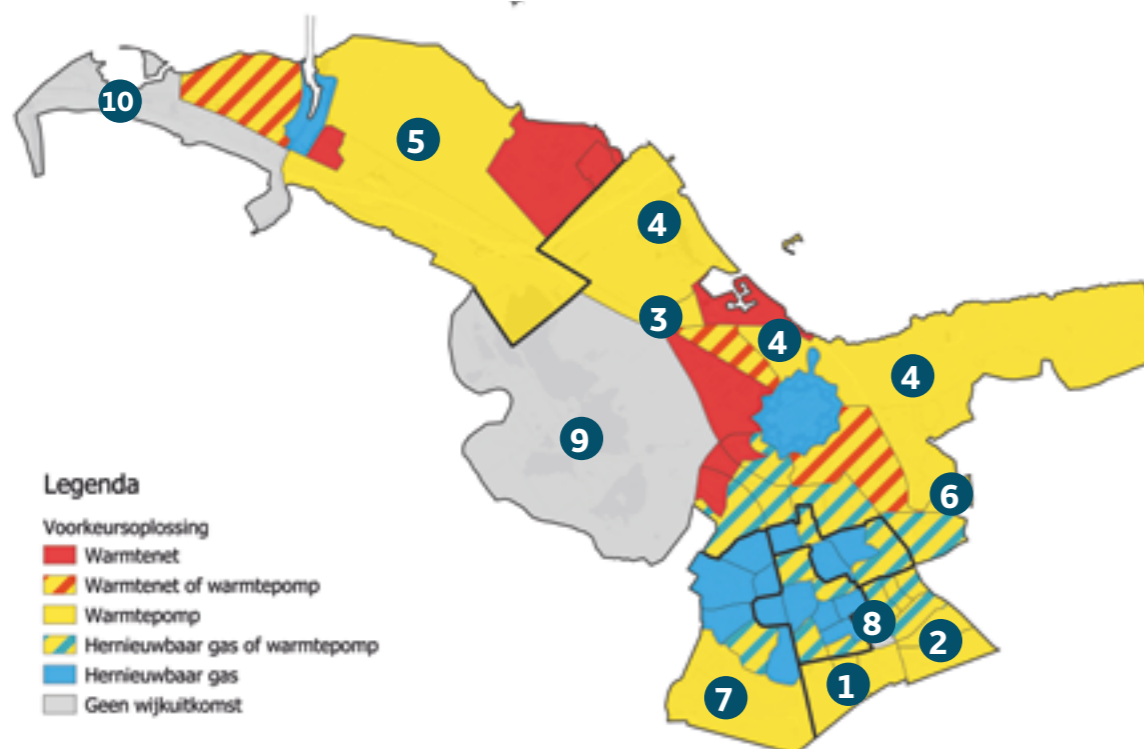 10
5
4
3
4
4
9
6
8
2
1
7
Legenda
Voorkeursoplossing
Warmtenet
Warmtenet of warmtepomp
Warmtepomp
Hernieuwbaar gas of warmtepomp
Hernieuwbaar gas
Geen wijkuitkomst